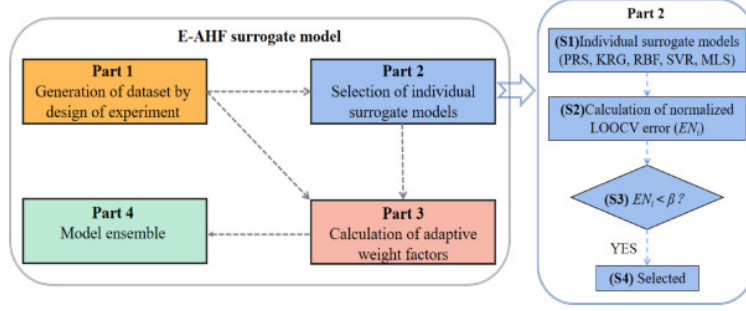 E-AHF surrogate model
Part 1
Generation of dataset by
design of experiment
Part 2
Selection of individual
surrogate models
Part 4
Model ensemble
Part 3
Calculation of adaptive
weight factors
Part 2
(S1)Individual surrogate models
(PRS, KRG, RBF, SVR, MLS)
(S2)Calculation of normalized
LOOCV error (ENᵢ)
(S3) ENᵢ < β ?
YES
(S4) Selected